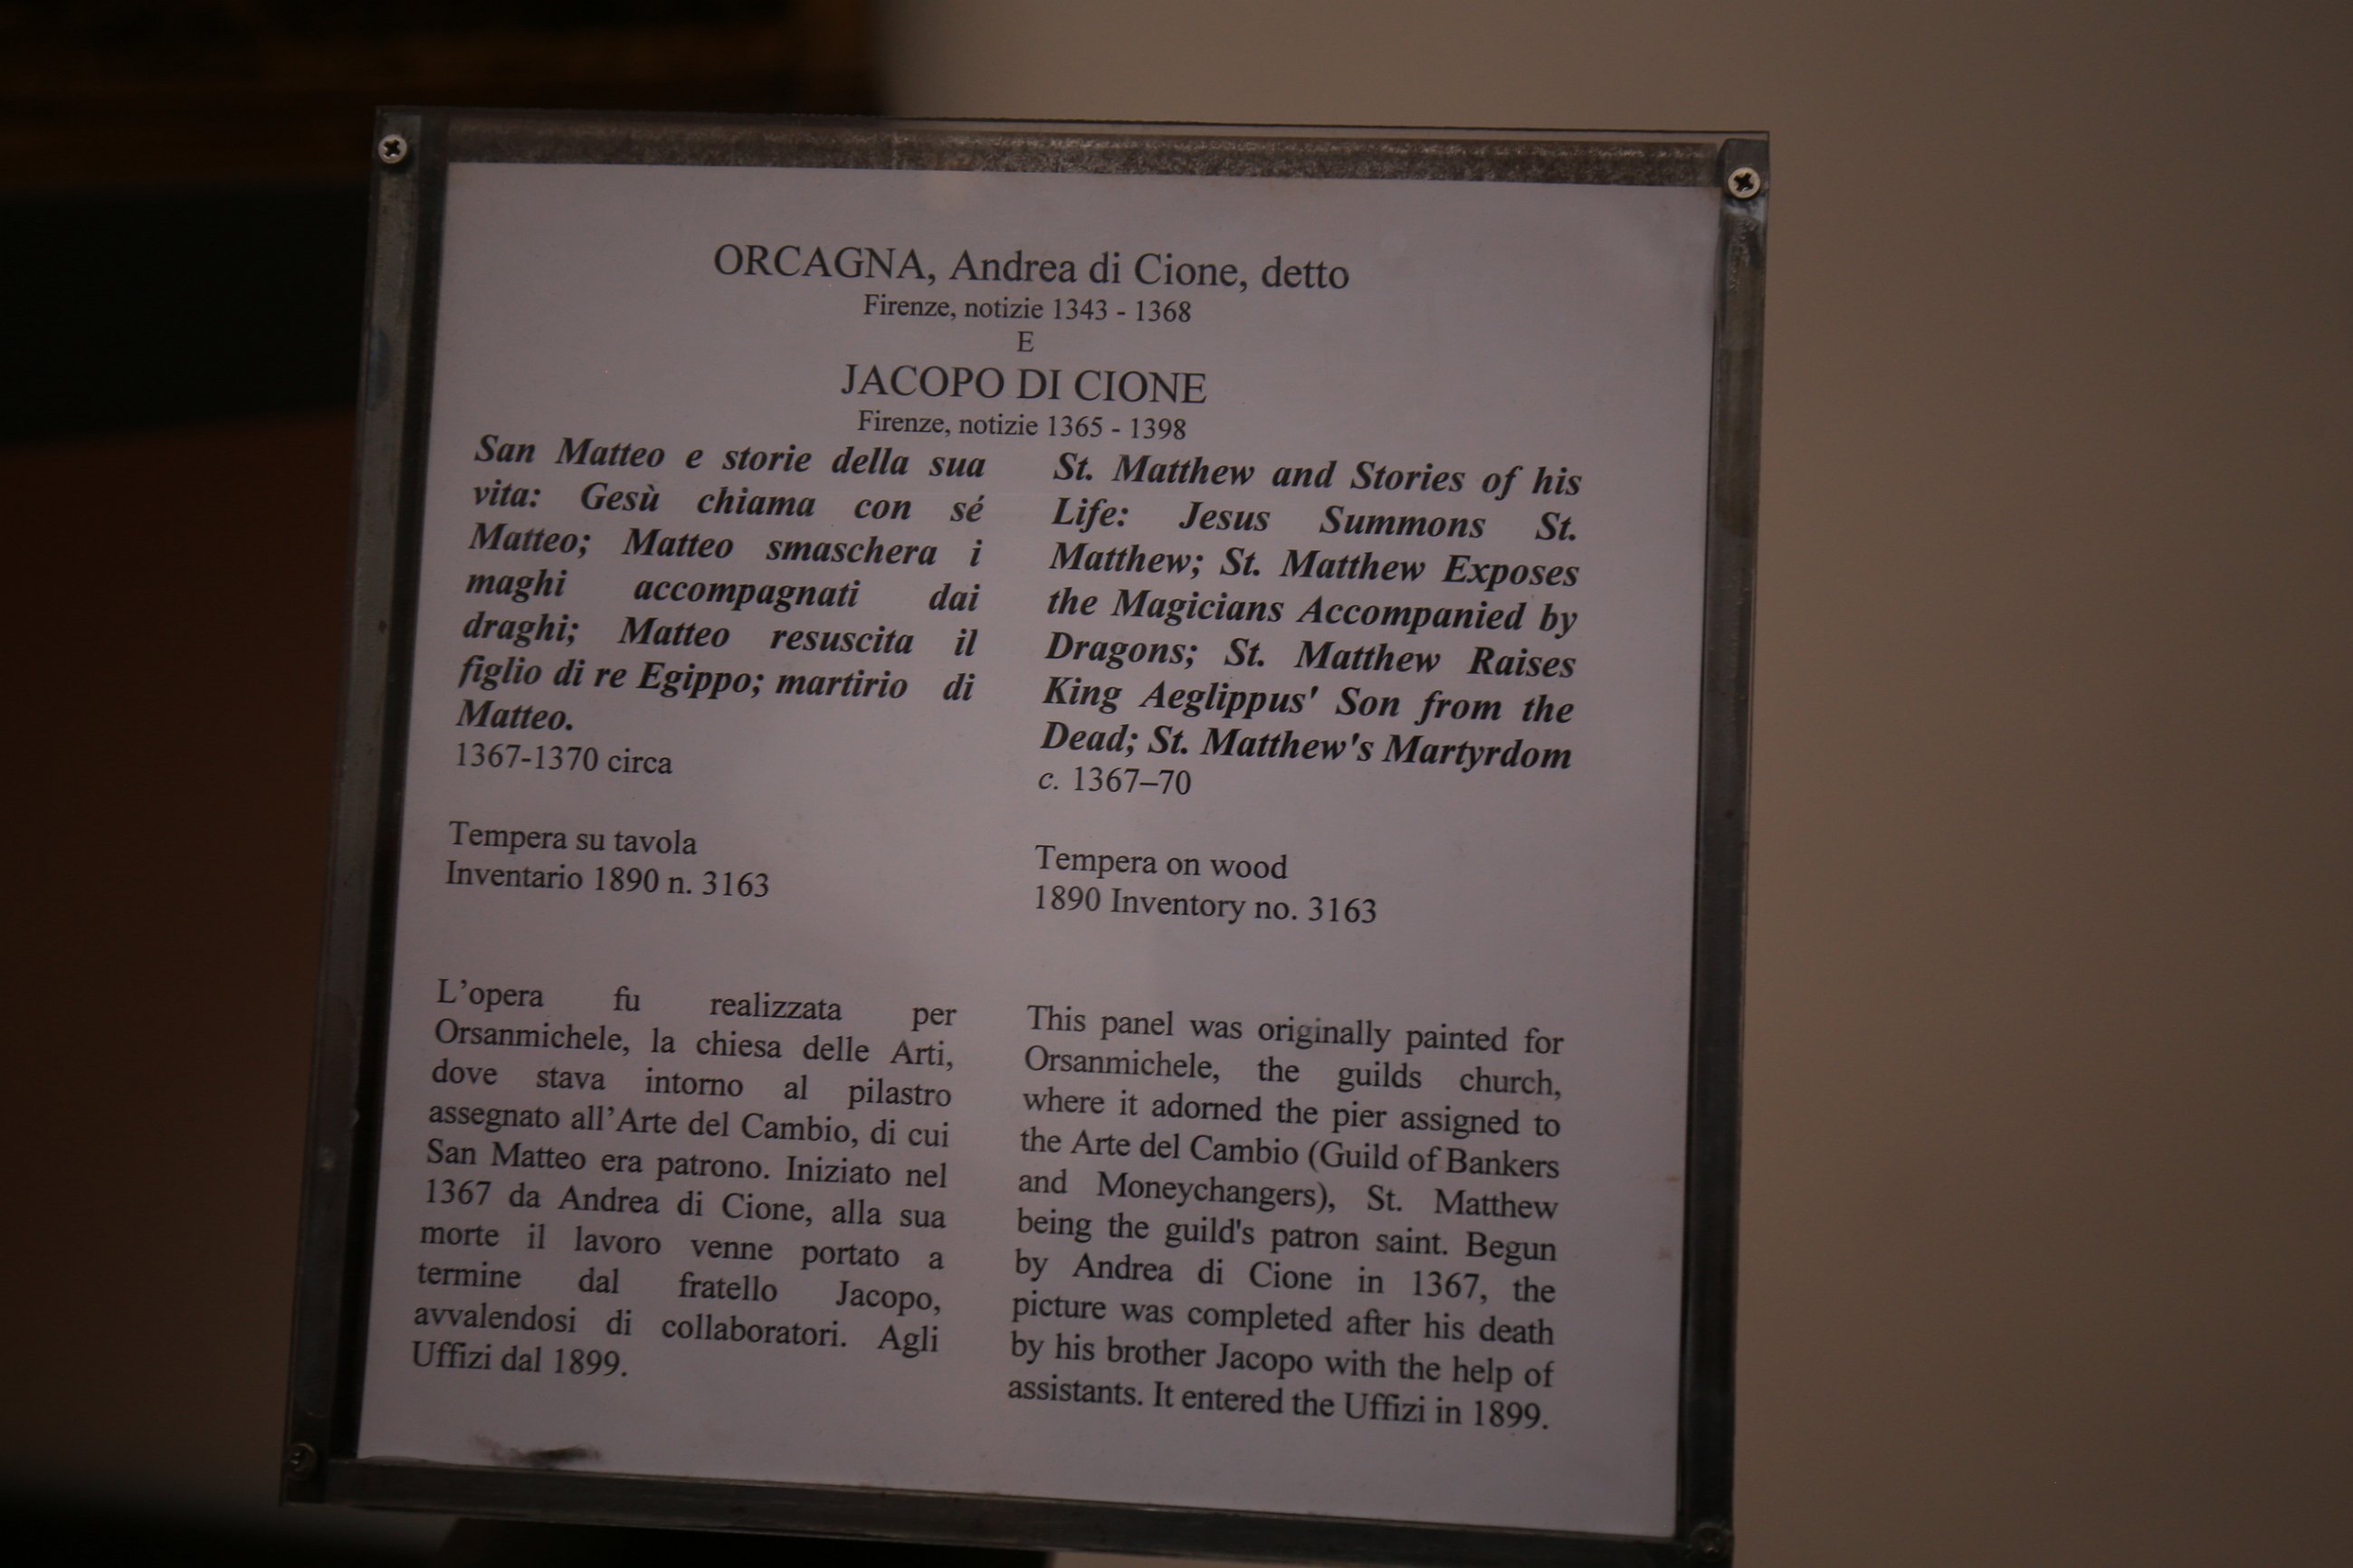 ORCAGNA, Andrea di Cione, detto
Firenze, notizie 1343 - 1368
E
JACOPO DI CIONE
Firenze, notizie 1365 - 1398
San Matteo e storie della sua
vita: Gesù chiama con sé
Matteo; Matteo smaschera i
maghi accompagnati dai
draghi; Matteo resuscita il
figlio di re Egippo; martirio di
Matteo.
1367-1370 circa
Tempera su tavola
Inventario 1890 n. 3163
L’opera fu realizzata per
Orsanmichele, la chiesa delle Arti,
dove stava intorno al pilastro
assegnato all’Arte del Cambio, di cui
San Matteo era patrono. Iniziato nel
1367 da Andrea di Cione, alla sua
morte il lavoro venne portato a
termine dal fratello Jacopo,
avvalendosi di collaboratori. Agli
Uffizi dal 1899.
St. Matthew and Stories of his
Life: Jesus Summons St.
Matthew; St. Matthew Exposes
the Magicians Accompanied by
Dragons; St. Matthew Raises
King Aeglippus' Son from the
Dead; St. Matthew's Martyrdom
c. 1367–70
Tempera on wood
1890 Inventory no. 3163
This panel was originally painted for
Orsanmichele, the guilds church,
where it adorned the pier assigned to
the Arte del Cambio (Guild of Bankers
and Moneychangers), St. Matthew
being the guild's patron saint. Begun
by Andrea di Cione in 1367, the
picture was completed after his death
by his brother Jacopo with the help of
assistants. It entered the Uffizi in 1899.